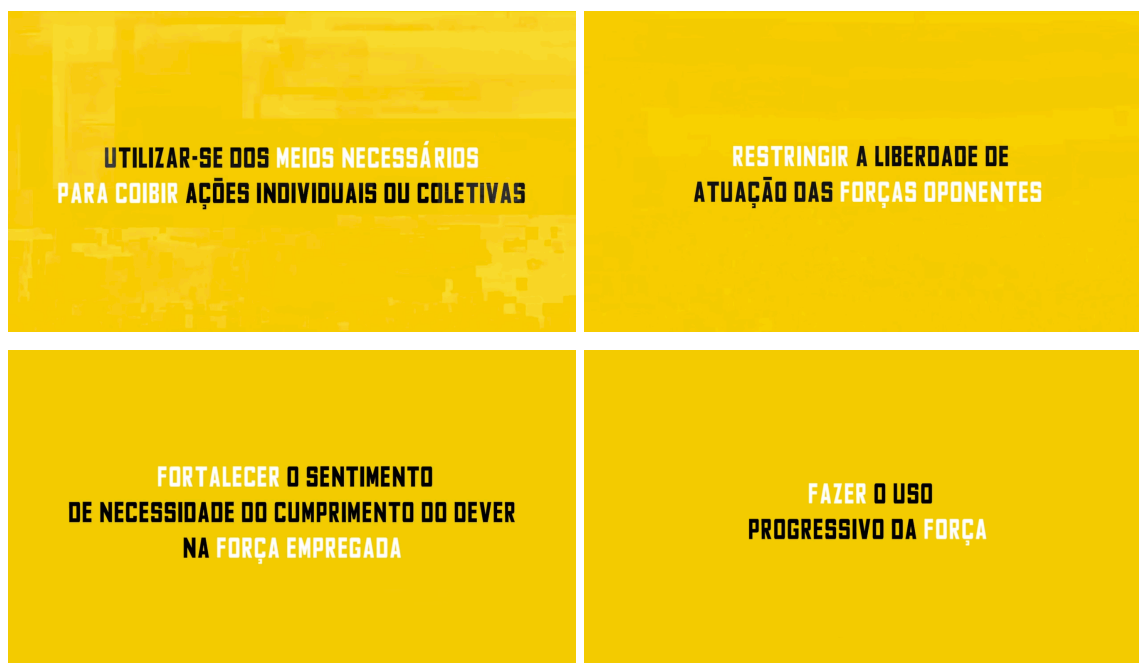 UTILIZAR-SE DOS MEIOS NECESSÁRIOS
PARA COIBIR AÇÕES INDIVIDUAIS OU COLETIVAS
RESTRINGIR A LIBERDADE DE
ATUAÇÃO DAS FORÇAS OPONENTES
FORTALECER O SENTIMENTO
DE NECESSIDADE DO CUMPRIMENTO DO DEVER
NA FORÇA EMPREGADA
FAZER O USO
PROGRESSIVO DA FORÇA